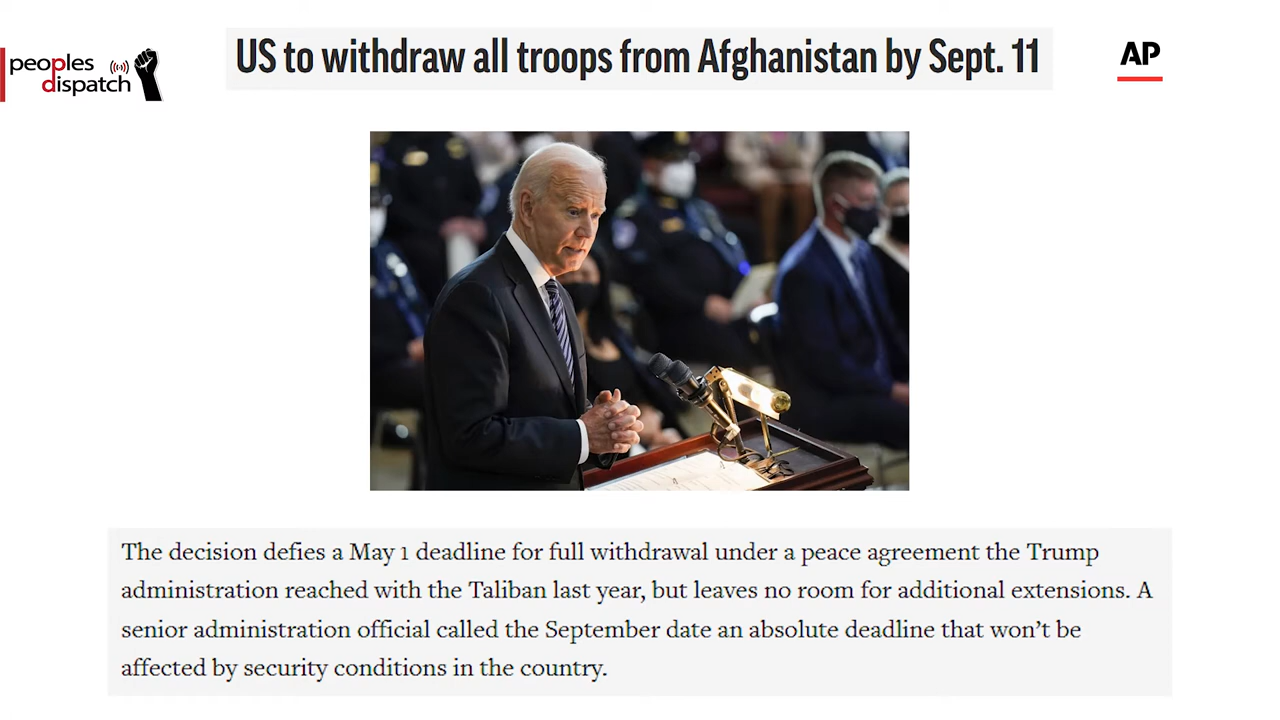 peoples
dispatch
US to withdraw all troops from Afghanistan by Sept. 11
AP
The decision defies a May 1 deadline for full withdrawal under a peace agreement the Trump
administration reached with the Taliban last year, but leaves no room for additional extensions. A
senior administration official called the September date an absolute deadline that won’t be
affected by security conditions in the country.